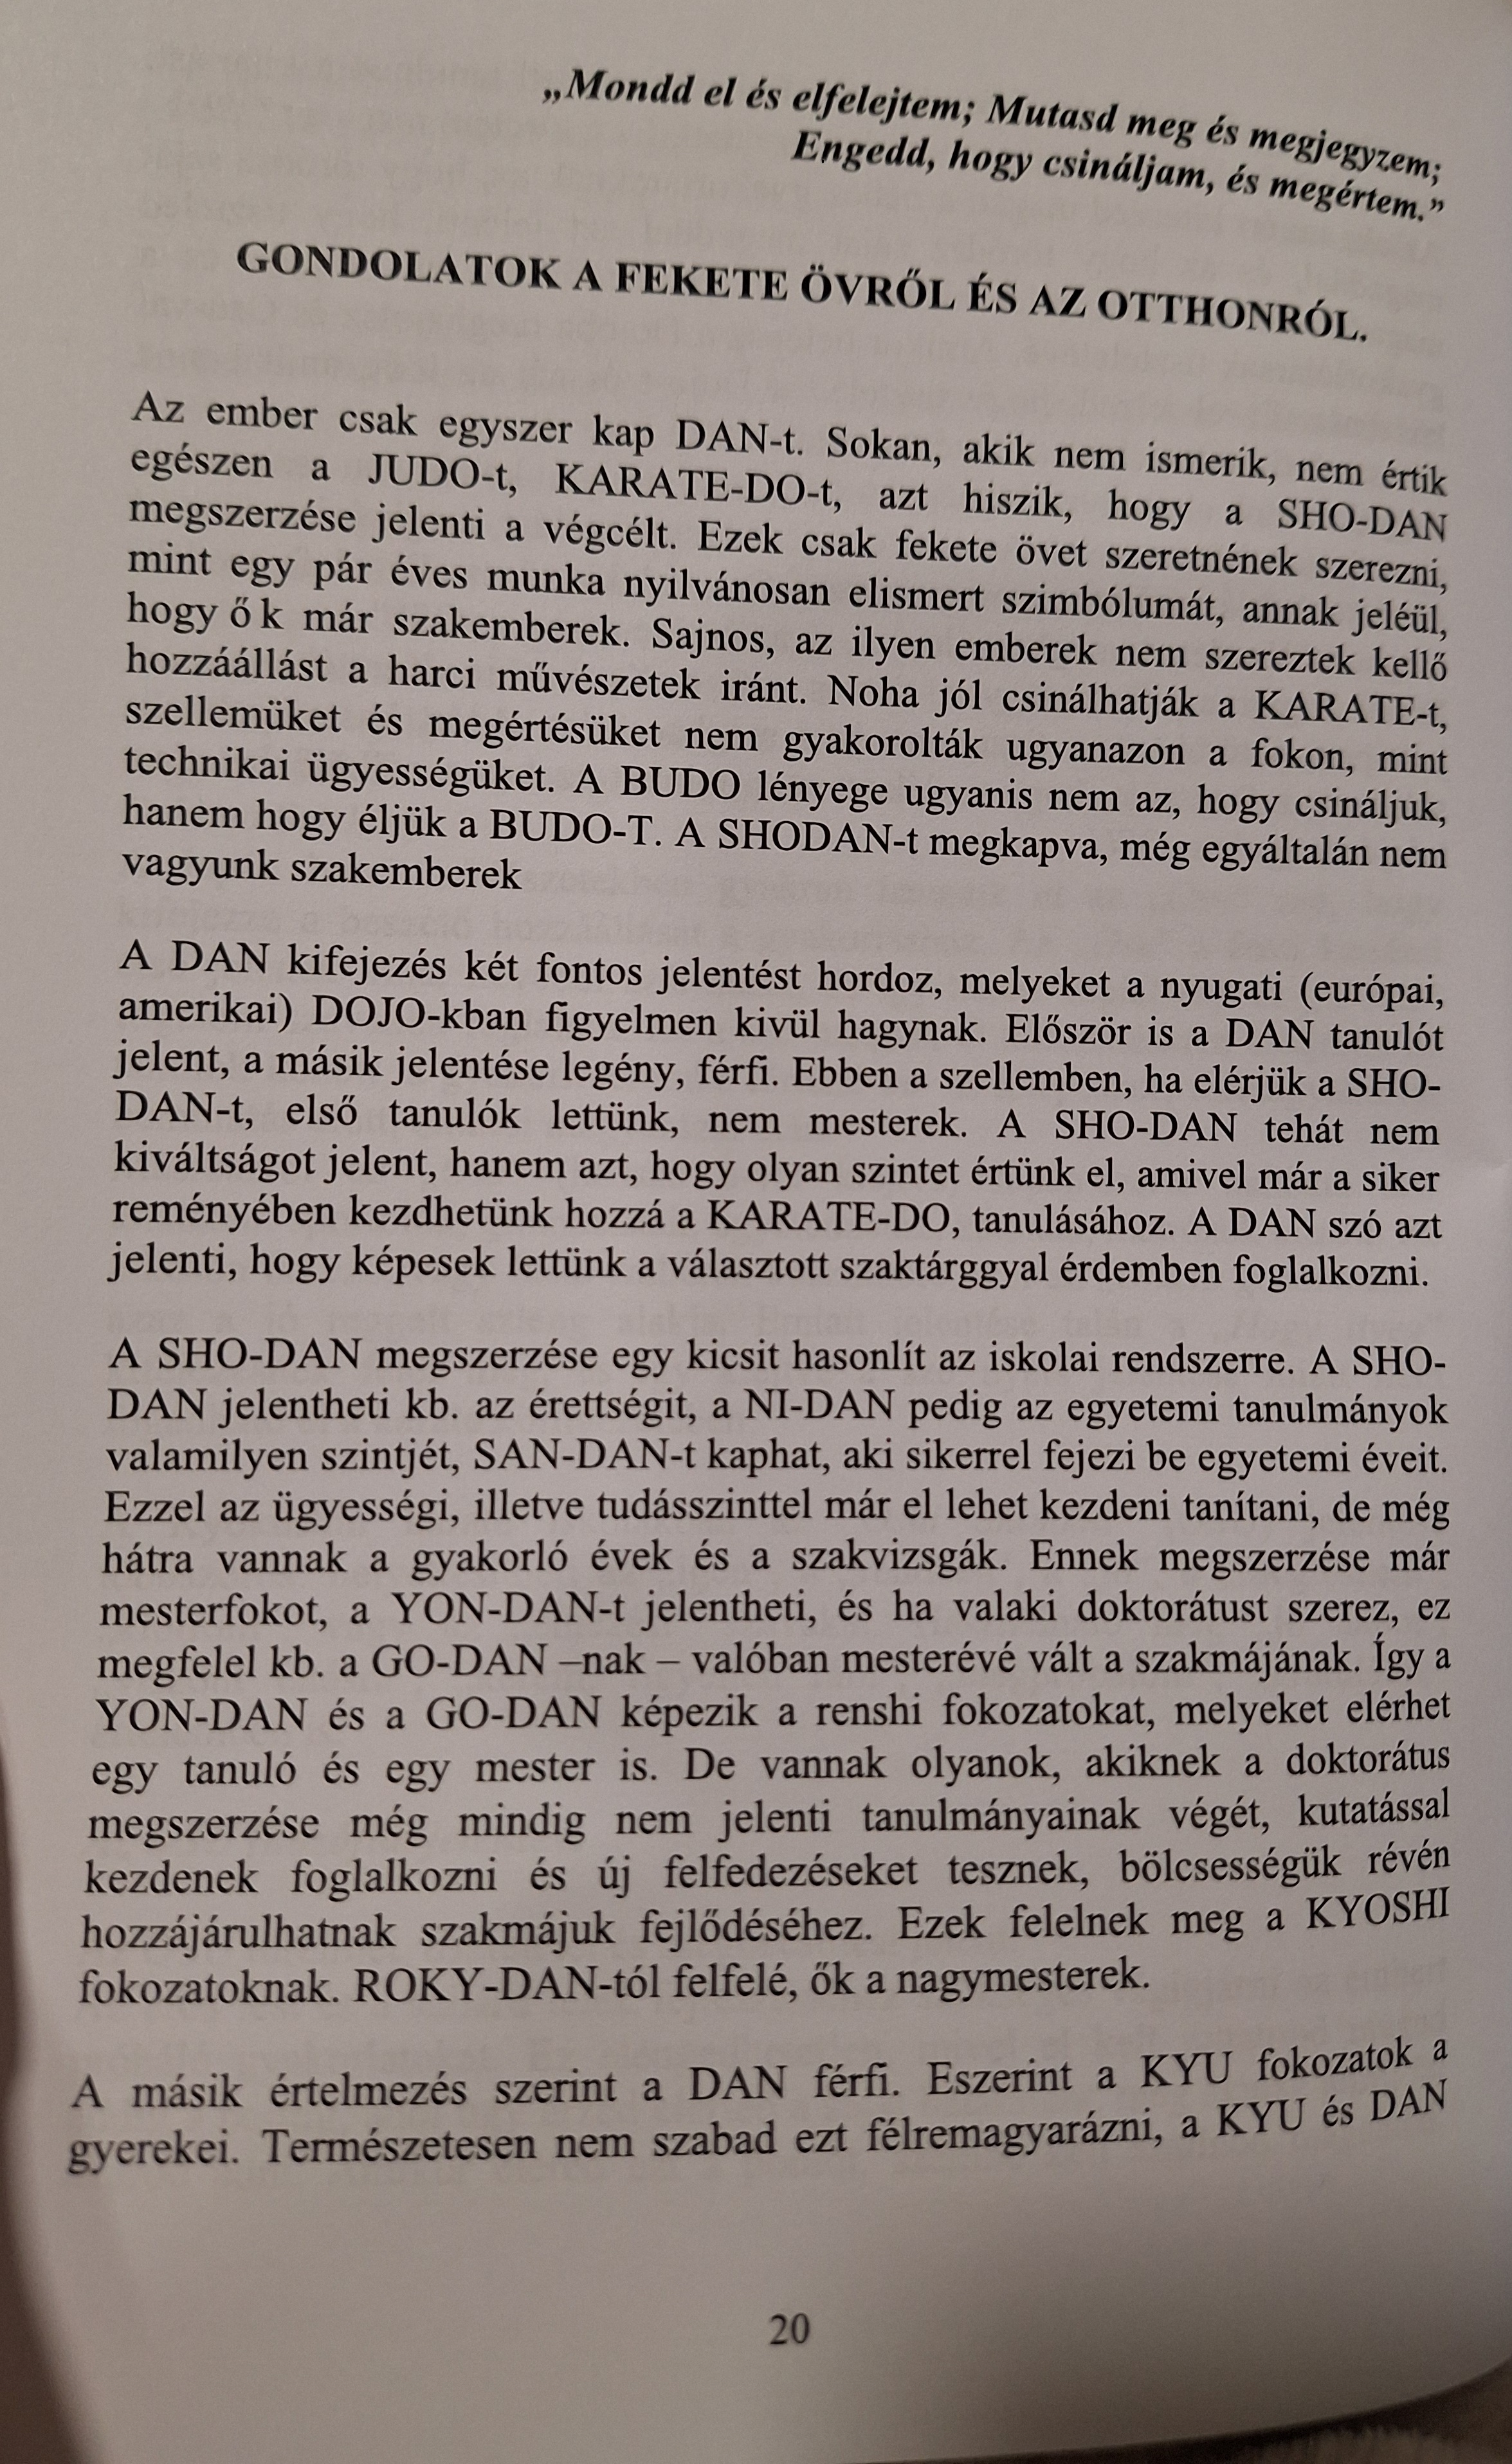 „Mondd el és elfelejtem; Mutasd meg és megjegyzem;
Engedd, hogy csináljam, és megértem.”
GONDOLATOK A FEKETE ÖVRŐL ÉS AZ OTTHONRÓL.
Az ember csak egyszer kap DAN-t. Sokan, akik nem ismerik, nem értik
egészen a JUDO-t, KARATE-DO-t, azt hiszik, hogy a SHO-DAN
megszerzése jelenti a végcélt. Ezek csak fekete övet szeretnének szerezni,
mint egy pár éves munka nyilvánosan elismert szimbólumát, annak jeléül,
hogy ő k már szakemberek. Sajnos, az ilyen emberek nem szereztek kellő
hozzáállást a harci művészetek iránt. Noha jól csinálhatják a KARATE-t,
szellemüket és megértésüket nem gyakorolták ugyanazon a fokon, mint
technikai ügyességüket. A BUDO lényege ugyanis nem az, hogy csináljuk,
hanem hogy éljük a BUDO-T. A SHODAN-t megkapva, még egyáltalán nem
vagyunk szakemberek
A DAN kifejezés két fontos jelentést hordoz, melyeket a nyugati (európai,
amerikai) DOJO-kban figyelmen kivül hagynak. Először is a DAN tanulót
jelent, a másik jelentése legény, férfi. Ebben a szellemben, ha elérjük a SHO-
DAN-t, első tanulók lettünk, nem mesterek. A SHO-DAN tehát nem
kiváltságot jelent, hanem azt, hogy olyan szintet értünk el, amivel már a siker
reményében kezdhetünk hozzá a KARATE-DO, tanulásához. A DAN szó azt
jelenti, hogy képesek lettünk a választott szaktárggyal érdemben foglalkozni.
A SHO-DAN megszerzése egy kicsit hasonlít az iskolai rendszerre. A SHO-
DAN jelentheti kb. az érettségit, a NI-DAN pedig az egyetemi tanulmányok
valamilyen szintjét, SAN-DAN-t kaphat, aki sikerrel fejezi be egyetemi éveit.
Ezzel az ügyességi, illetve tudásszinttel már el lehet kezdeni tanítani, de még
hátra vannak a gyakorló évek és a szakvizsgák. Ennek megszerzése már
mesterfokot, a YON-DAN-t jelentheti, és ha valaki doktorátust szerez, ez
megfelel kb. a GO-DAN –nak – valóban mesterévé vált a szakmájának. Így a
YON-DAN és a GO-DAN képezik a renshi fokozatokat, melyeket elérhet
egy tanuló és egy mester is. De vannak olyanok, akiknek a doktorátus
megszerzése még mindig nem jelenti tanulmányainak végét, kutatással
kezdenek foglalkozni és új felfedezéseket tesznek, bölcsességük révén
hozzájárulhatnak szakmájuk fejlődéséhez. Ezek felelnek meg a KYOSHI
fokozatoknak. ROKY-DAN-tól felfelé, ők a nagymesterek.
A másik értelmezés szerint a DAN férfi. Eszerint a KYU fokozatok a
gyerekei. Természetesen nem szabad ezt félremagyarázni, a KYU és DAN
20